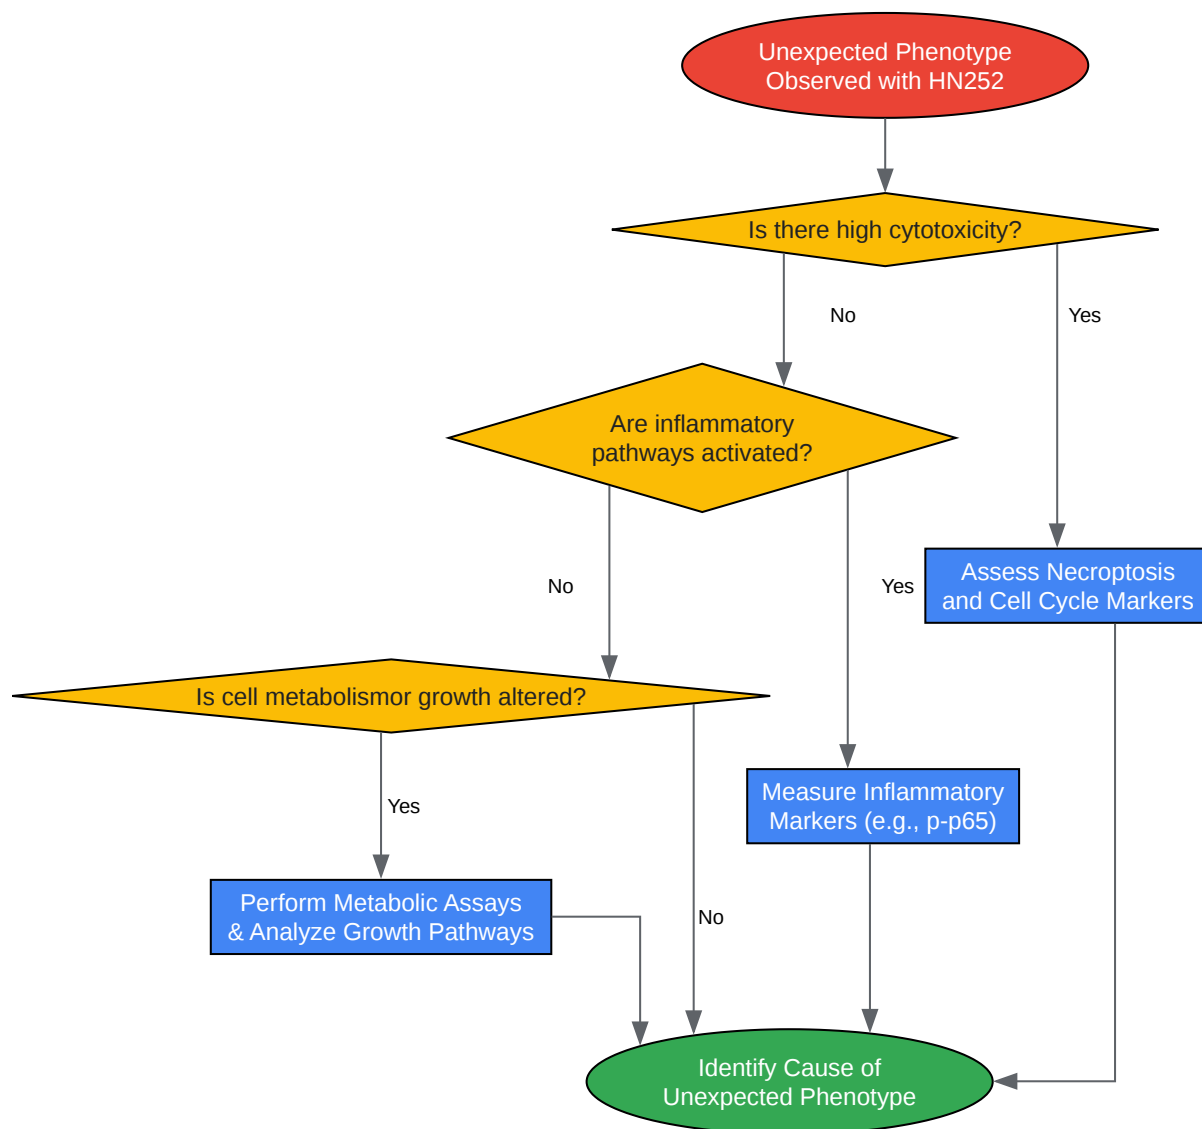 Unexpected Phenotype
Observed with HN252
Is there high cytotoxicity?
No
Yes
Are inflammatory
pathways activated?
No
Yes
Assess Necroptosis
and Cell Cycle Markers
Is cell metabolismor growth altered?
Yes
Measure Inflammatory
Markers (e.g., p-p65)
Perform Metabolic Assays
& Analyze Growth Pathways
No
Identify Cause of
Unexpected Phenotype